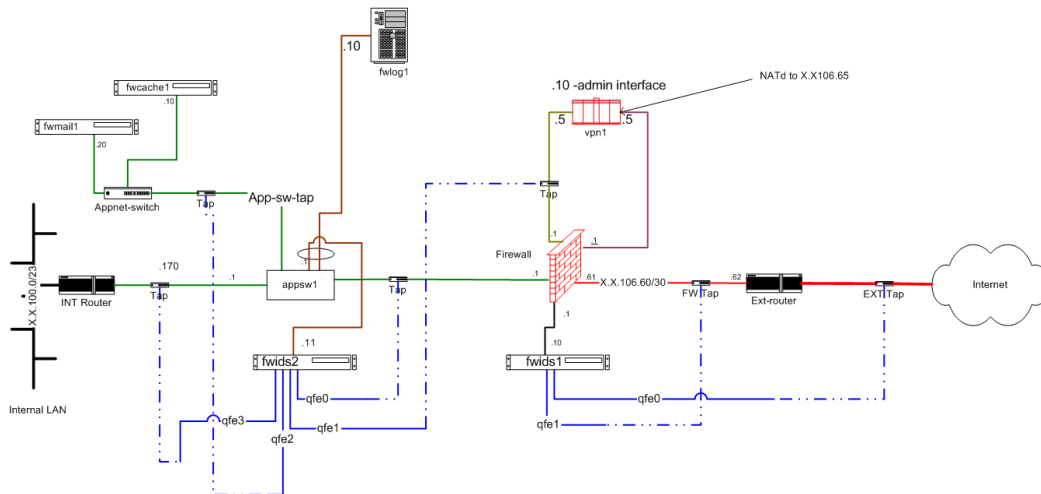 .10
fwlog1
NATd to X.X106.65
.10 -admin interface
.5
.5
vpn1
fwcache1
.10
fwmail1
.20
Appnet-switch
Tap
App-sw-tap
Tap
.1
.1
Firewall
X.X.100.0/23
INT Router
.170
Tap
.1
.1
appsw1
Tap
.1
.61
X.X.106.60/30
FW Tap
.62
Ext-router
EXT Tap
Internet
.1
.11
fwids2
.10
fwids1
Internal LAN
qfe3
qfe2
qfe1
qfe0
qfe1
qfe0